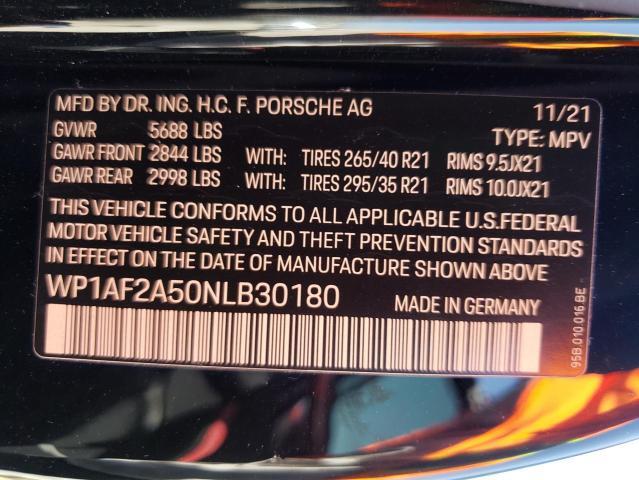 MFD BY DR. ING. H.C. F. PORSCHE AG 11/21
GVWR 5688 LBS TYPE: MPV
GAWR FRONT 2844 LBS WITH: TIRES 265/40 R21 RIMS 9.5JX21
GAWR REAR 2998 LBS WITH: TIRES 295/35 R21 RIMS 10.0JX21
THIS VEHICLE CONFORMS TO ALL APPLICABLE U.S.FEDERAL
MOTOR VEHICLE SAFETY AND THEFT PREVENTION STANDARDS
IN EFFECT ON THE DATE OF MANUFACTURE SHOWN ABOVE
WP1AF2A50NLB30180 MADE IN GERMANY
95B.010.016 BE